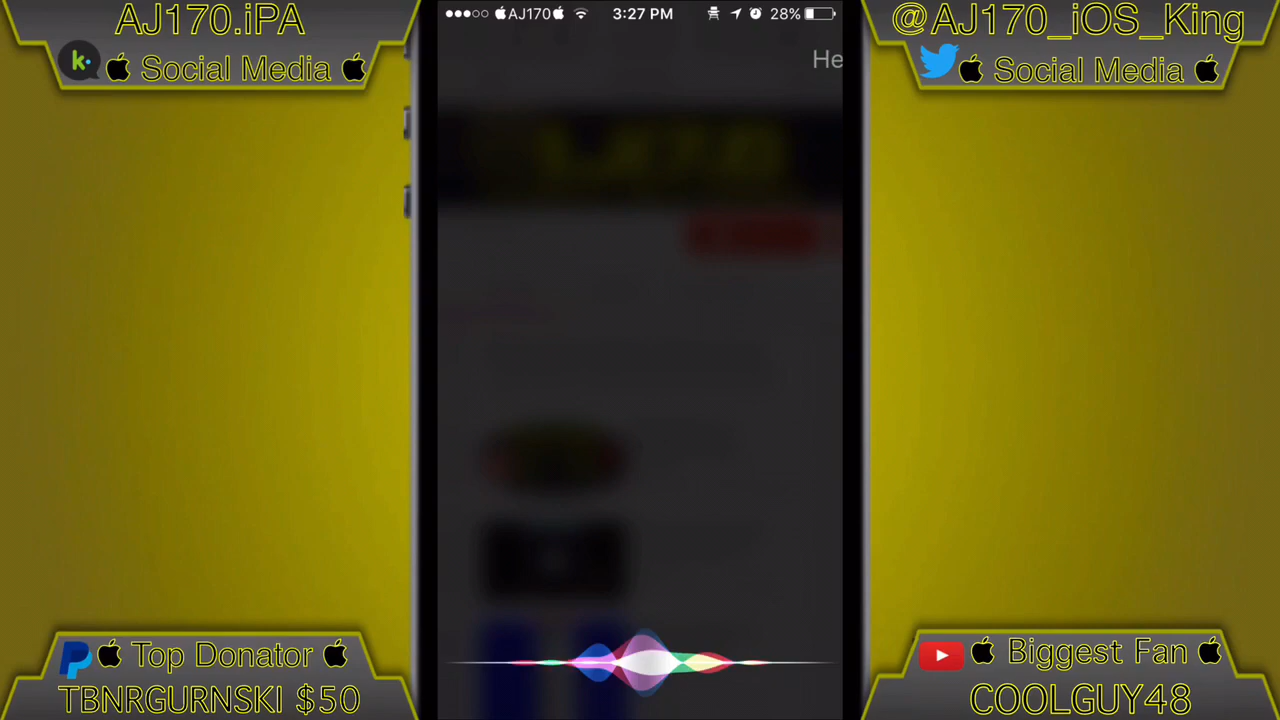 AJ170.iPA
Social Media
AJ170
3:27 PM
28%
He
@AJ170_iOS_King
Social Media
Top Donator
TBNRGURNSKI $50
Biggest Fan
COOLGUY48